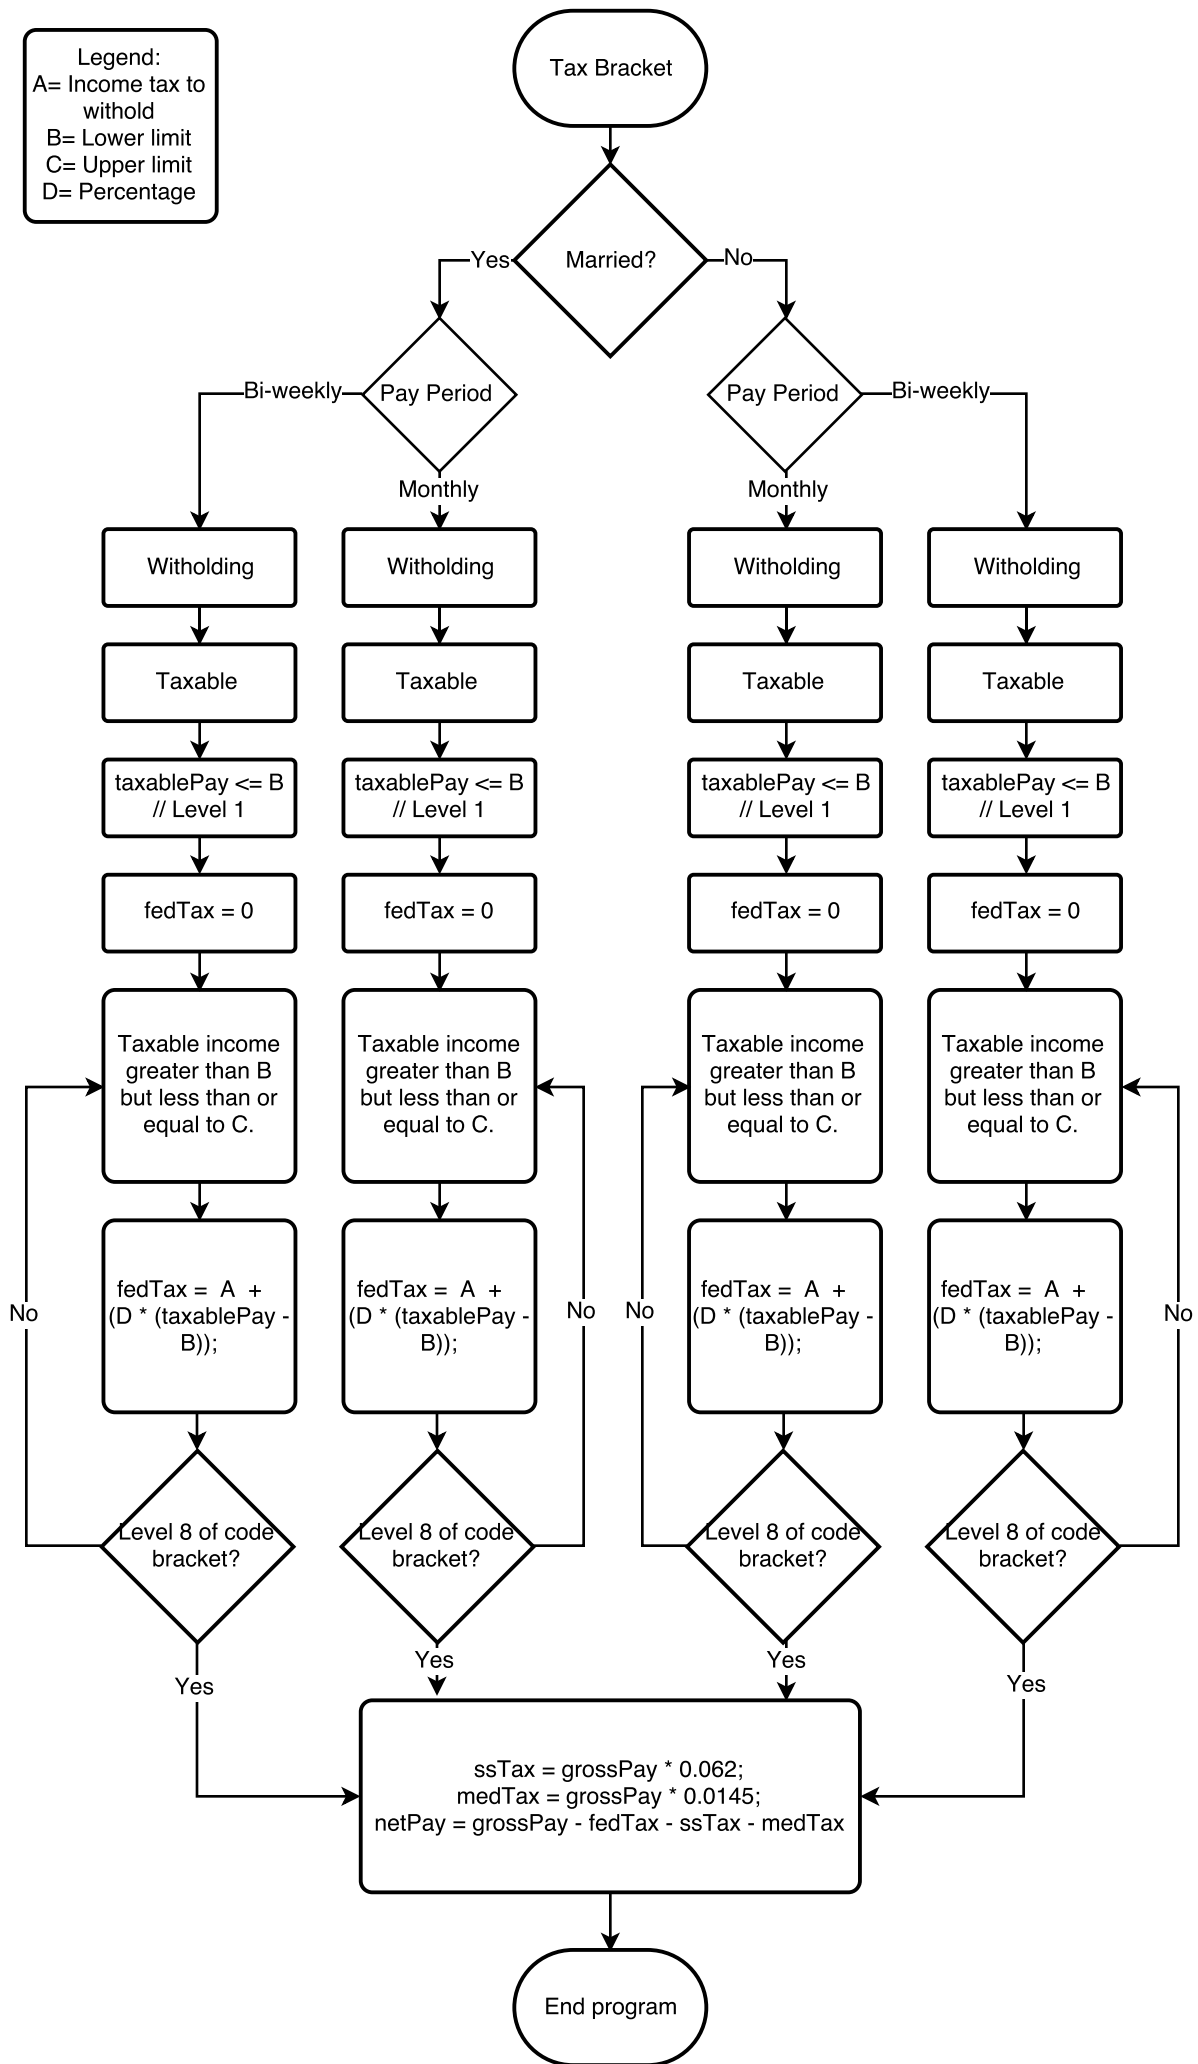 Legend:
A= Income tax to
withold
B= Lower limit
C= Upper limit
D= Percentage
Tax Bracket
Married?
Yes
No
Pay Period
Pay Period
Bi-weekly
Bi-weekly
Monthly
Monthly
Witholding
Witholding
Witholding
Witholding
Taxable
Taxable
Taxable
Taxable
taxablePay <= B
// Level 1
taxablePay <= B
// Level 1
taxablePay <= B
// Level 1
taxablePay <= B
// Level 1
fedTax = 0
fedTax = 0
fedTax = 0
fedTax = 0
Taxable income
greater than B
but less than or
equal to C.
Taxable income
greater than B
but less than or
equal to C.
Taxable income
greater than B
but less than or
equal to C.
Taxable income
greater than B
but less than or
equal to C.
No
fedTax = A +
(D * (taxablePay -
B));
fedTax = A +
(D * (taxablePay -
B));
No
No
fedTax = A +
(D * (taxablePay -
B));
fedTax = A +
(D * (taxablePay -
B));
No
Level 8 of code
bracket?
Level 8 of code
bracket?
Level 8 of code
bracket?
Level 8 of code
bracket?
Yes
Yes
Yes
Yes
ssTax = grossPay * 0.062;
medTax = grossPay * 0.0145;
netPay = grossPay - fedTax - ssTax - medTax
End program